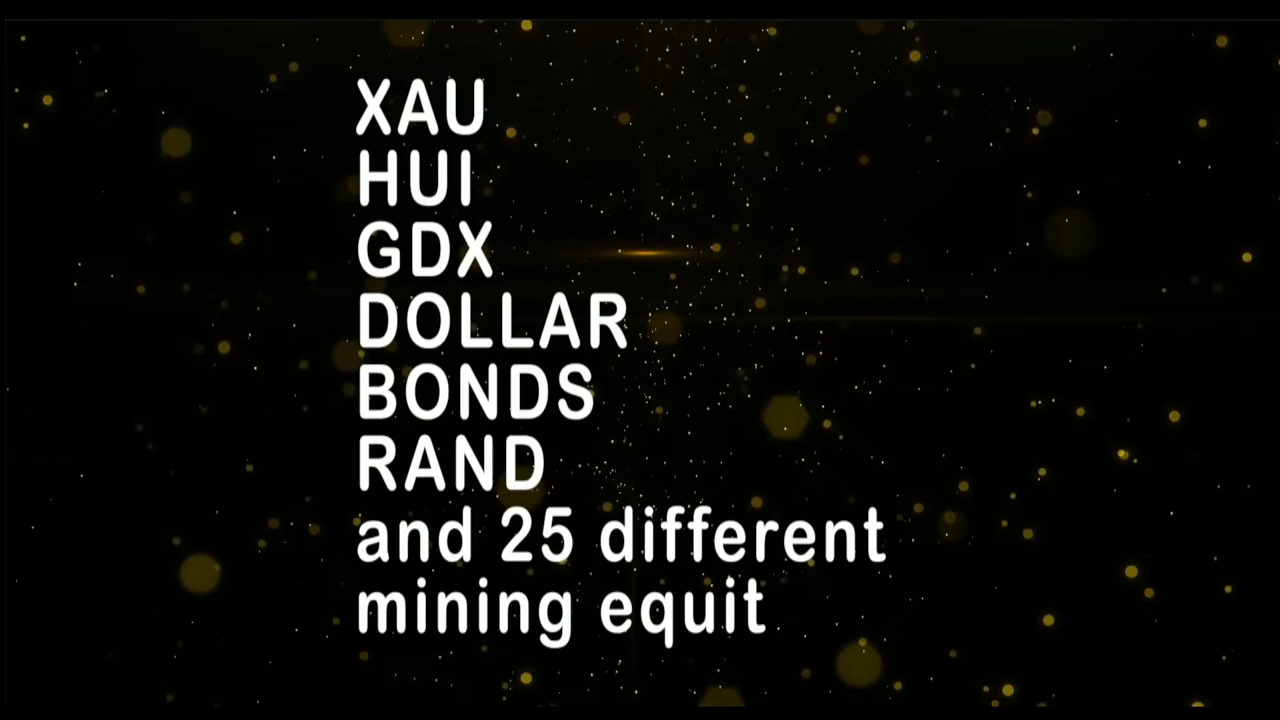 XAU
HUI
GDX
DOLLAR
BONDS
RAND
and 25 different
mining equit